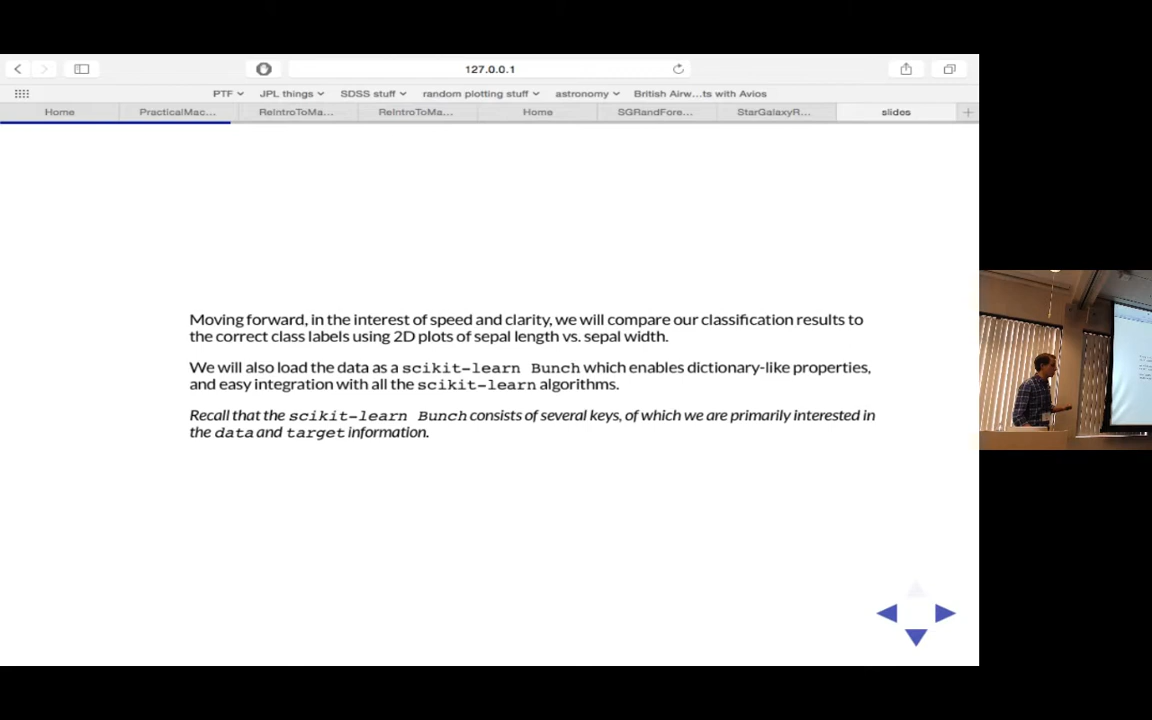 127.0.0.1
PTF JPL things SDSS stuff random plotting stuff astronomy British Airw...ts with Avios
Home PracticalMac... ReIntroToMa... ReIntroToMa... Home SGRandFore... StarGalaxyR... slides
Moving forward, in the interest of speed and clarity, we will compare our classification results to
the correct class labels using 2D plots of sepal length vs. sepal width.
We will also load the data as a scikit-learn Bunch which enables dictionary-like properties,
and easy integration with all the scikit-learn algorithms.
Recall that the scikit-learn Bunch consists of several keys, of which we are primarily interested in
the data and target information.